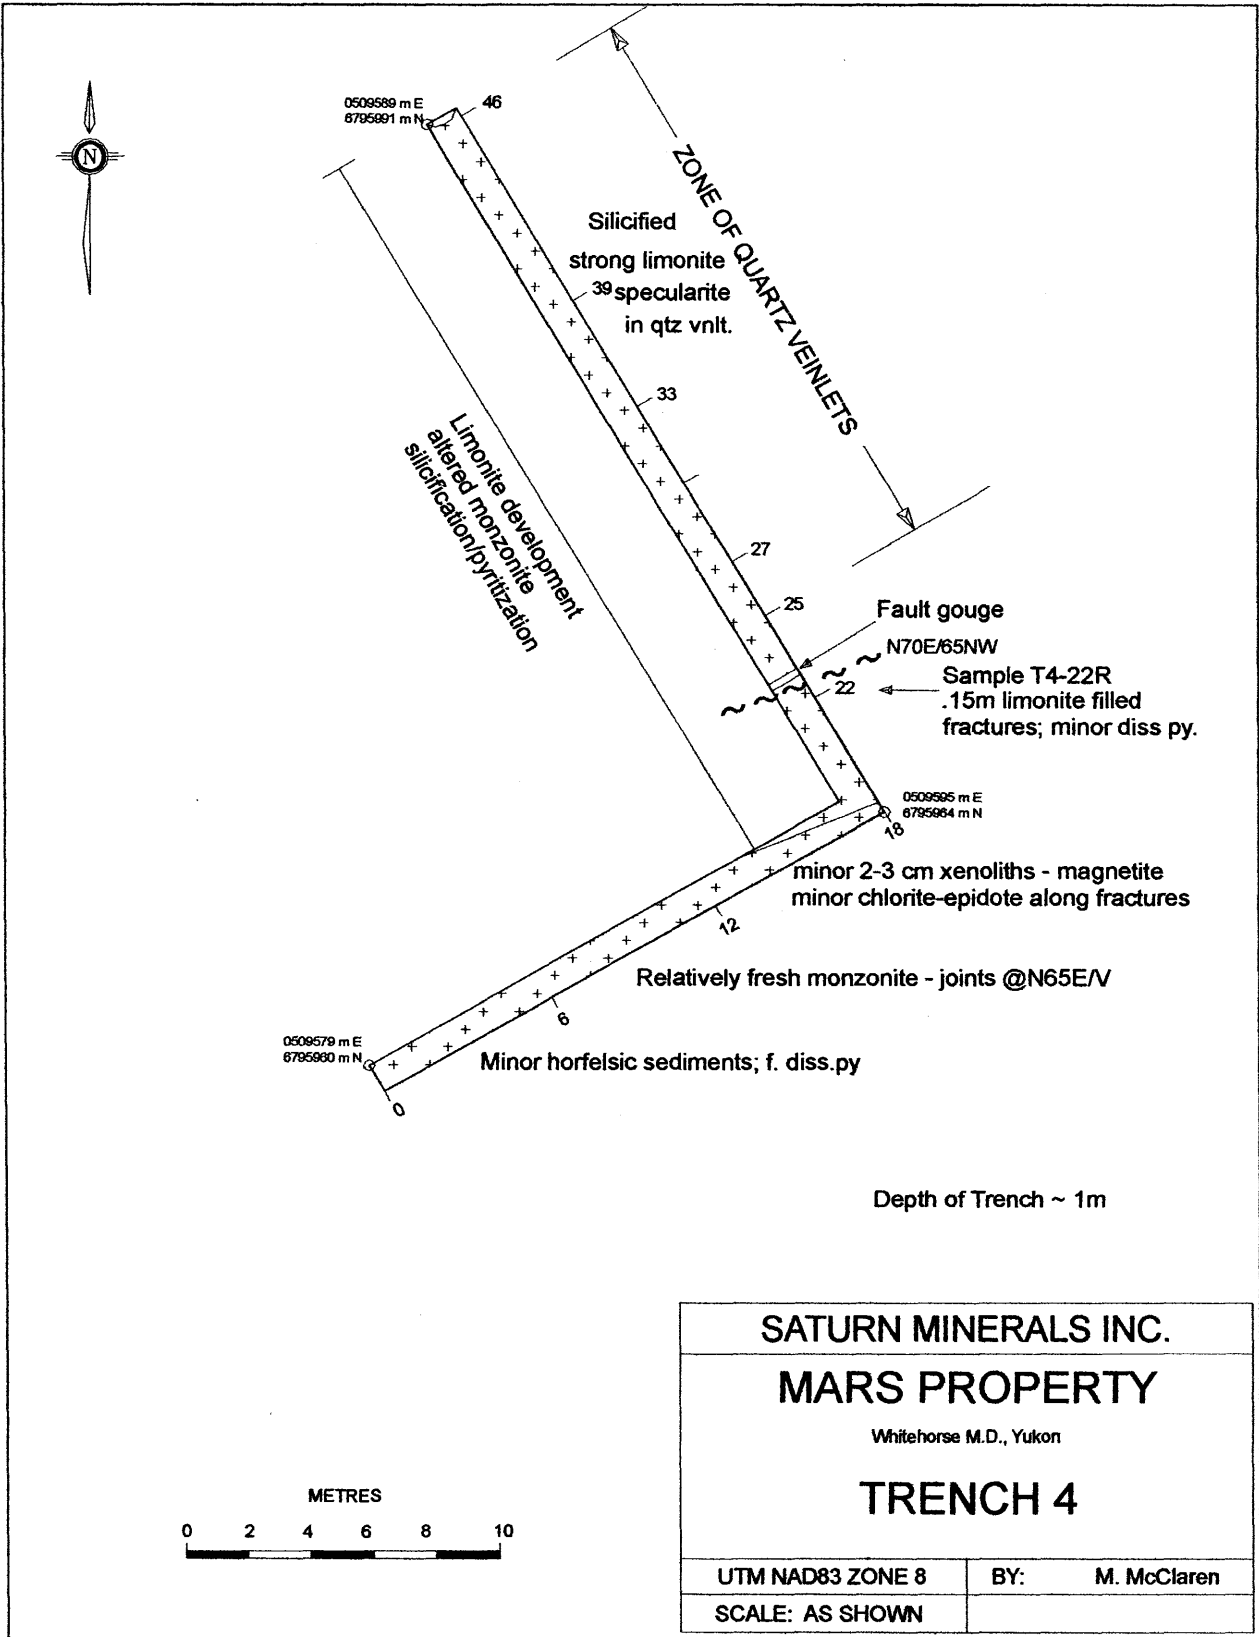 0509589 m E
6795991 m N
46
N
ZONE OF QUARTZ VEINLETS
Silicified
strong limonite
39 specularite
in qtz vnlt.
33
Limonite development
altered monzonite
silicification/pyritization
27
25
Fault gouge
N70E/65NW
22
Sample T4-22R
.15m limonite filled
fractures; minor diss py.
0509595 m E
6795964 m N
18
minor 2-3 cm xenoliths - magnetite
minor chlorite-epidote along fractures
12
Relatively fresh monzonite - joints @N65E/V
6
0509579 m E
6795960 m N
Minor horfelsic sediments; f. diss.py
0
Depth of Trench ~ 1m
SATURN MINERALS INC.
MARS PROPERTY
Whitehorse M.D., Yukon
TRENCH 4
METRES
0 2 4 6 8 10
UTM NAD83 ZONE 8
BY: M. McClaren
SCALE: AS SHOWN